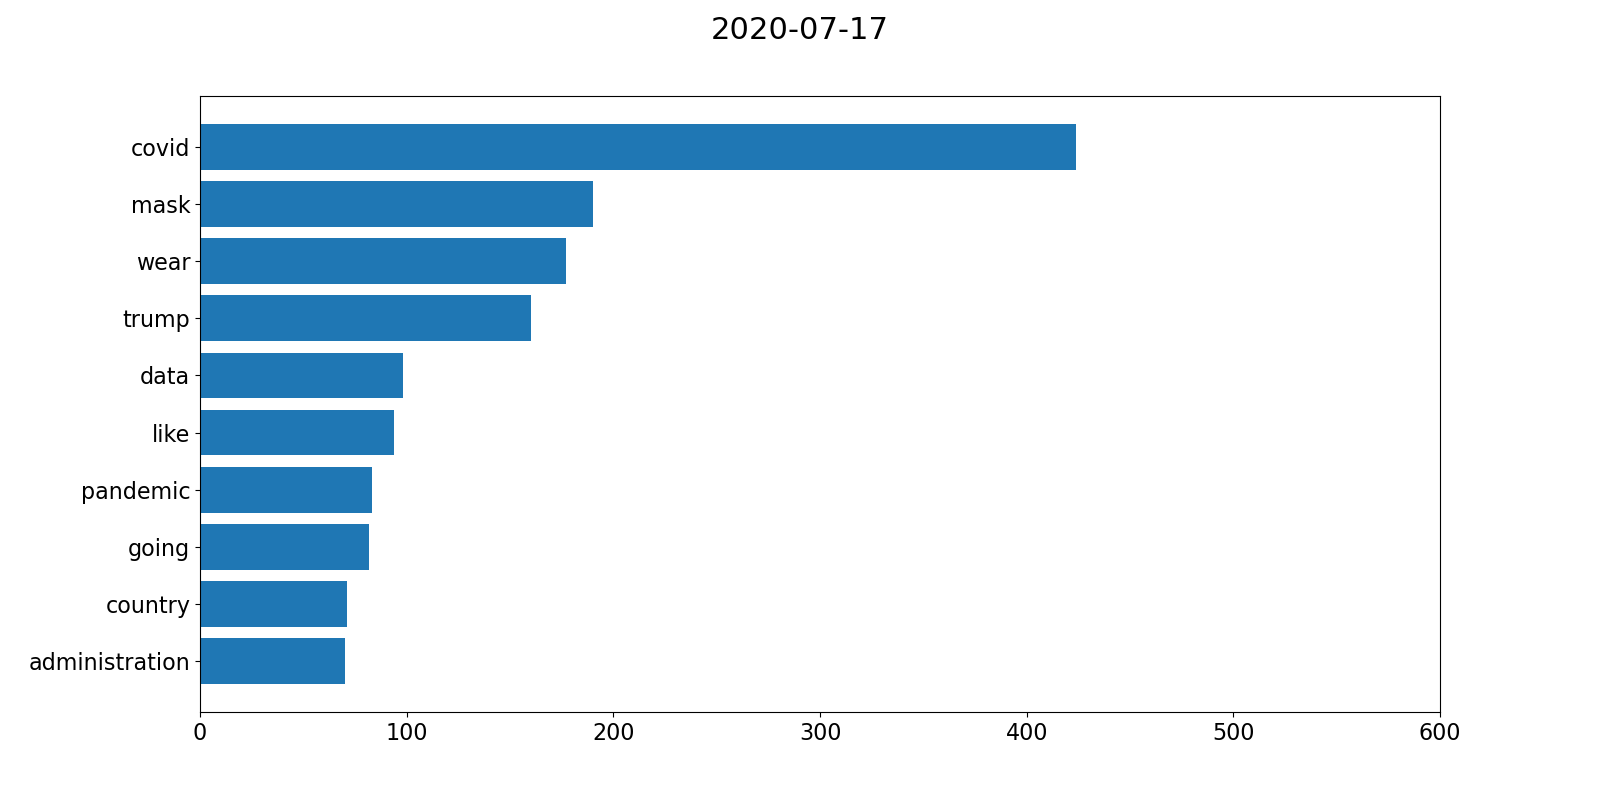 2020-07-17
covid
mask
wear
trump
data
like
pandemic
going
country
administration
0 100 200 300 400 500 600